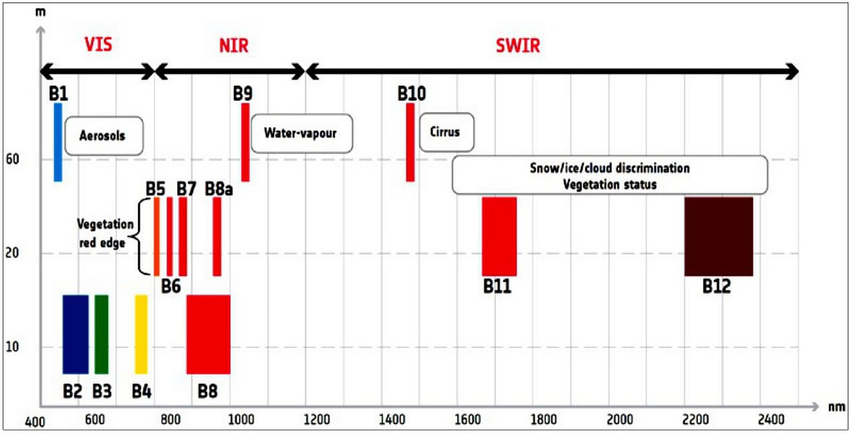 m
VIS NIR SWIR
B1 B9 B10
Aerosols Water-vapour Cirrus
60
Snow/ice/cloud discrimination
Vegetation status
B5 B7 B8a
Vegetation
red edge
20
B6 B11 B12
10
B2 B3 B4 B8
400 600 800 1000 1200 1400 1600 1800 2000 2200 2400 nm